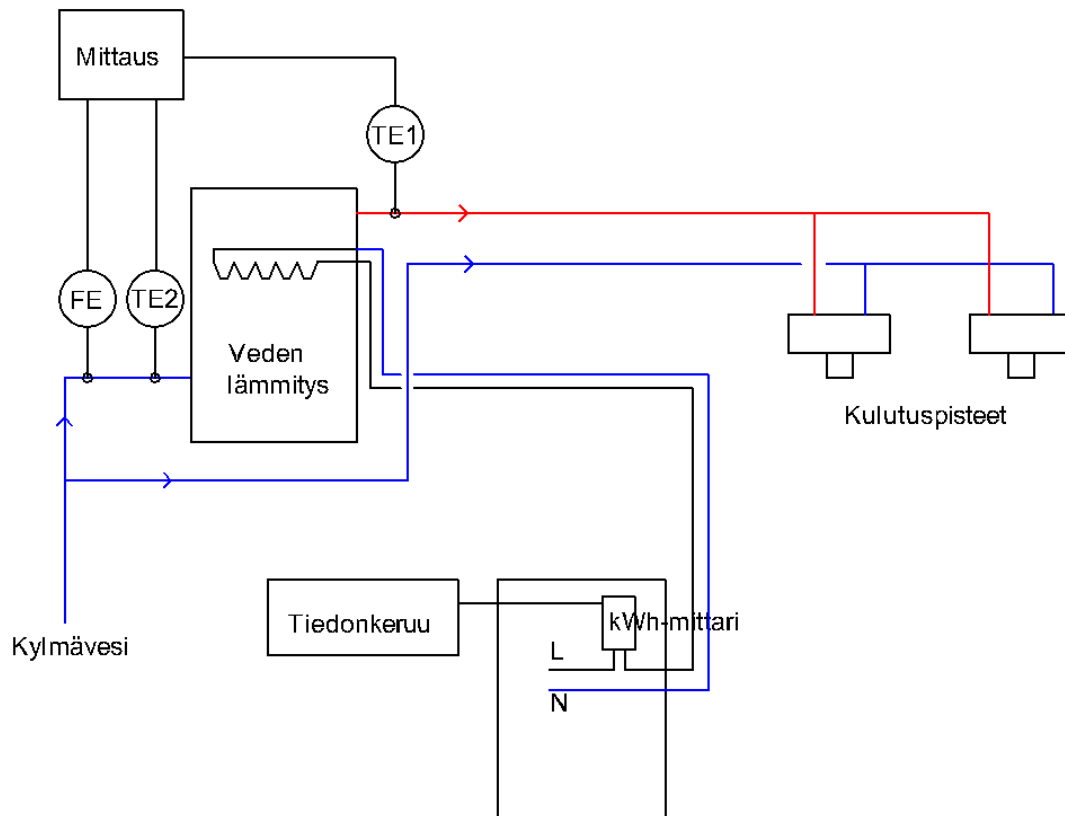 Mittaus
TE1
FE
TE2
Veden
lämmitys
Kulutuspisteet
Kylmävesi
Tiedonkeruu
kWh-mittari
L
N